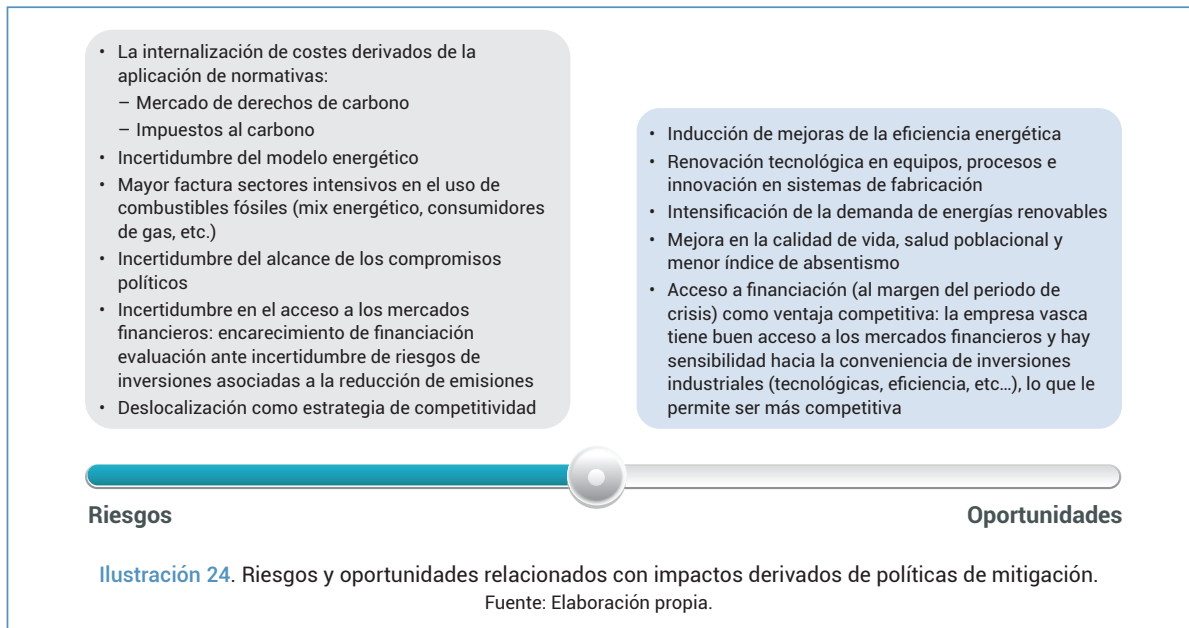 • La internalización de costes derivados de la
aplicación de normativas:
– Mercado de derechos de carbono
– Impuestos al carbono
• Incertidumbre del modelo energético
• Mayor factura sectores intensivos en el uso de
combustibles fósiles (mix energético, consumidores
de gas, etc.)
• Incertidumbre del alcance de los compromisos
políticos
• Incertidumbre en el acceso a los mercados
financieros: encarecimiento de financiación
evaluación ante incertidumbre de riesgos de
inversiones asociadas a la reducción de emisiones
• Deslocalización como estrategia de competitividad
• Inducción de mejoras de la eficiencia energética
• Renovación tecnológica en equipos, procesos e
innovación en sistemas de fabricación
• Intensificación de la demanda de energías renovables
• Mejora en la calidad de vida, salud poblacional y
menor índice de absentismo
• Acceso a financiación (al margen del periodo de
crisis) como ventaja competitiva: la empresa vasca
tiene buen acceso a los mercados financieros y hay
sensibilidad hacia la conveniencia de inversiones
industriales (tecnológicas, eficiencia, etc...), lo que le
permite ser más competitiva
Riesgos
Oportunidades
Ilustración 24. Riesgos y oportunidades relacionados con impactos derivados de políticas de mitigación.
Fuente: Elaboración propia.